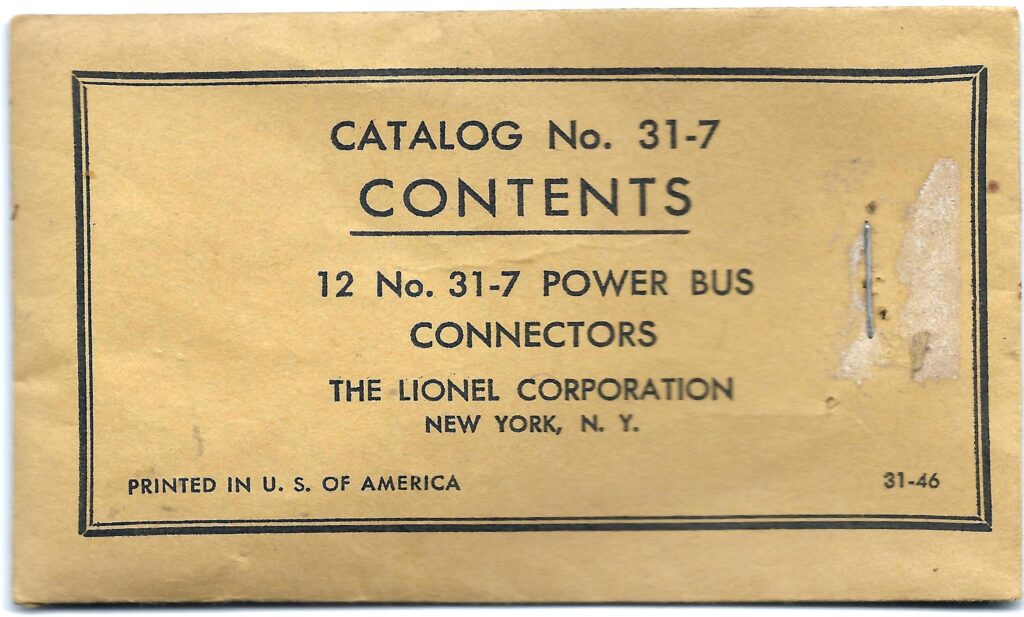 CATALOG No. 31-7
CONTENTS
12 No. 31-7 POWER BUS
CONNECTORS
THE LIONEL CORPORATION
NEW YORK, N. Y.
PRINTED IN U. S. OF AMERICA
31-46